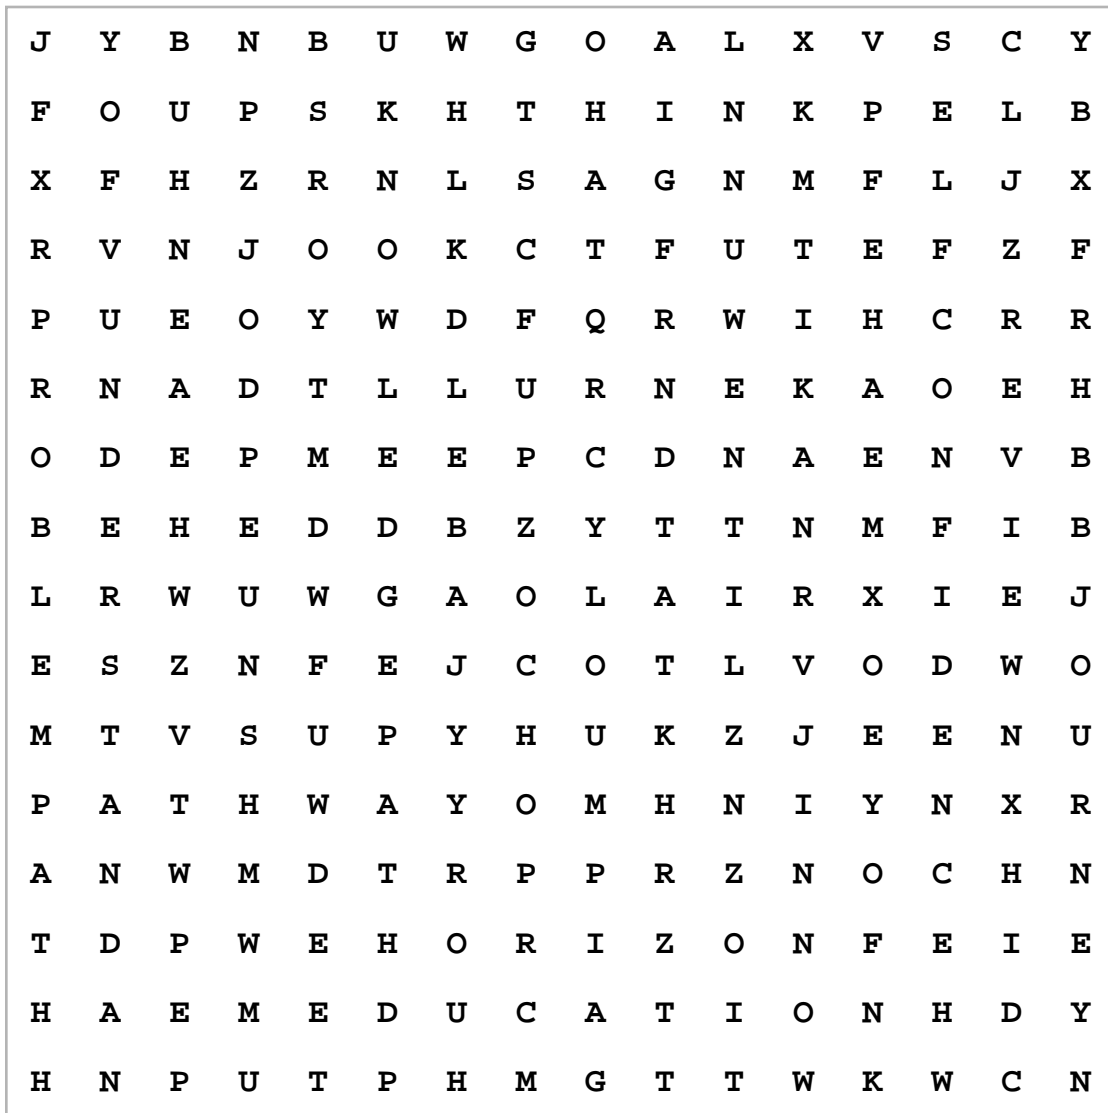 J Y B N B U W G O A L X V S C Y
F O U P S K H T H I N K P E L B
X F H Z R N L S A G N M F L J X
R V N J O O K C T F U T E F Z F
P U E O Y W D F Q R W I H C R R
R N A D T L L U R N E K A O E H
O D E P M E E P C D N A E N V B
B E H E D D B Z Y T T N M F I B
L R W U W G A O L A I R X I E J
E S Z N F E J C O T L V O D W O
M T V S U P Y H U K Z J E E N U
P A T H W A Y O M H N I Y N X R
A N W M D T R P P R Z N O C H N
T D P W E H O R I Z O N F E I E
H A E M E D U C A T I O N H D Y
H N P U T P H M G T T W K W C N